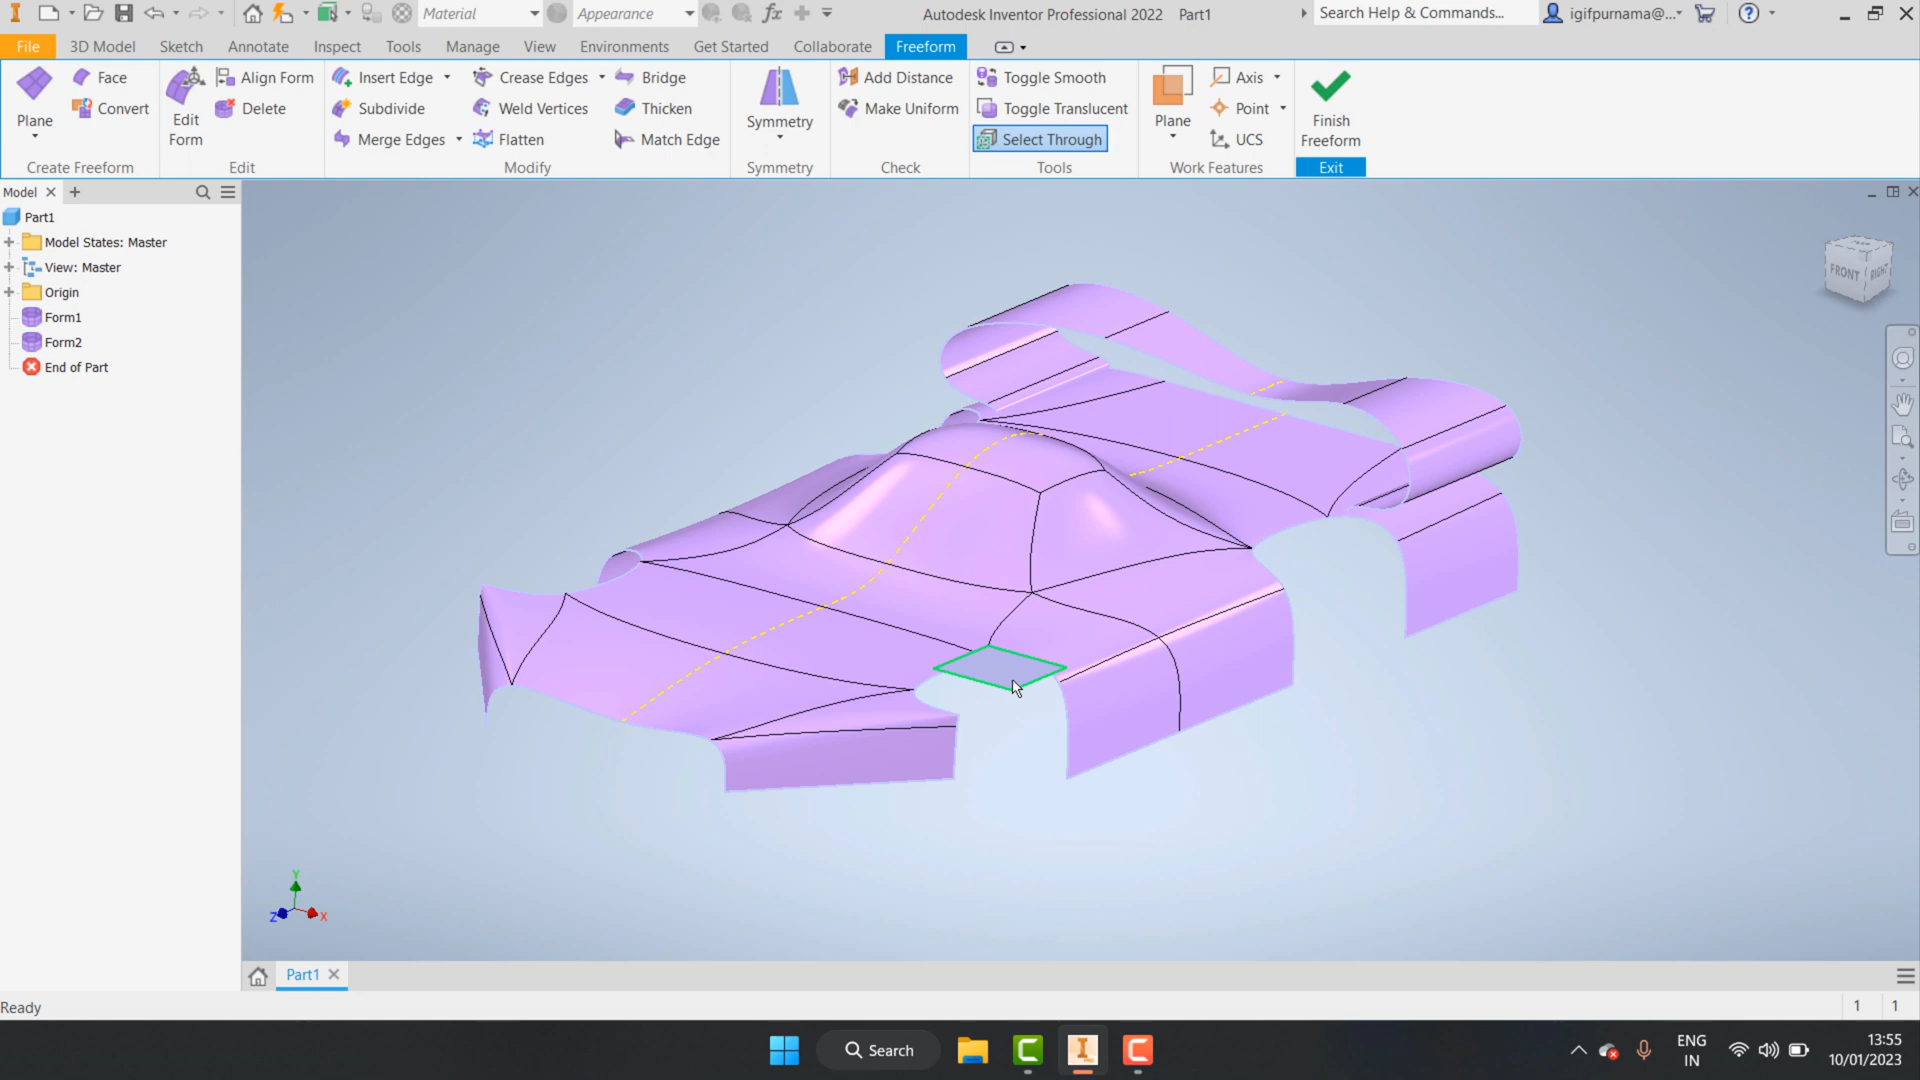 Material
Appearance
fx
Autodesk Inventor Professional 2022 Part1
Search Help & Commands...
igifpurnama@...
File
3D Model
Sketch
Annotate
Inspect
Tools
Manage
View
Environments
Get Started
Collaborate
Freeform
Plane
Face
Convert
Create Freeform
Edit
Form
Align Form
Delete
Edit
Insert Edge
Subdivide
Merge Edges
Crease Edges
Weld Vertices
Flatten
Bridge
Thicken
Match Edge
Modify
Symmetry
Symmetry
Add Distance
Make Uniform
Check
Toggle Smooth
Toggle Translucent
Select Through
Tools
Plane
Axis
Point
UCS
Work Features
Finish
Freeform
Exit
Model
Part1
Model States: Master
View: Master
Origin
Form1
Form2
End of Part
FRONT
RIGHT
Y
Z
X
Part1
Ready
1 1
Search
ENG
IN
13:55
10/01/2023